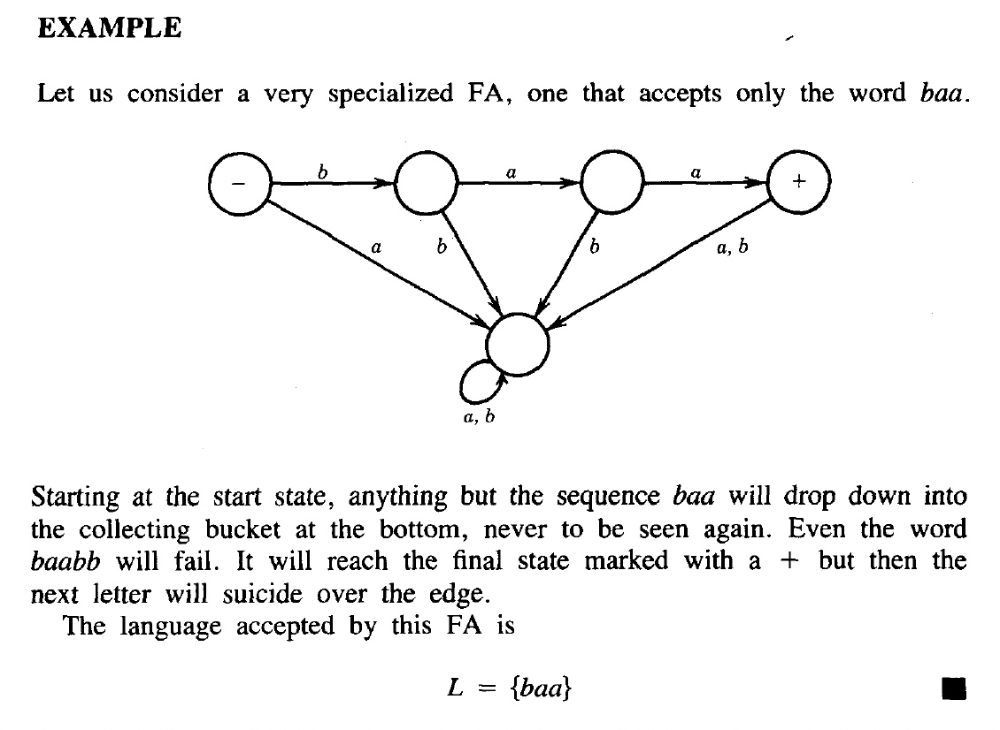 EXAMPLE
Let us consider a very specialized FA, one that accepts only the word baa.
−
b
a
a
+
a
b
b
a, b
a, b
Starting at the start state, anything but the sequence baa will drop down into
the collecting bucket at the bottom, never to be seen again. Even the word
baabb will fail. It will reach the final state marked with a + but then the
next letter will suicide over the edge.
The language accepted by this FA is
L = {baa}